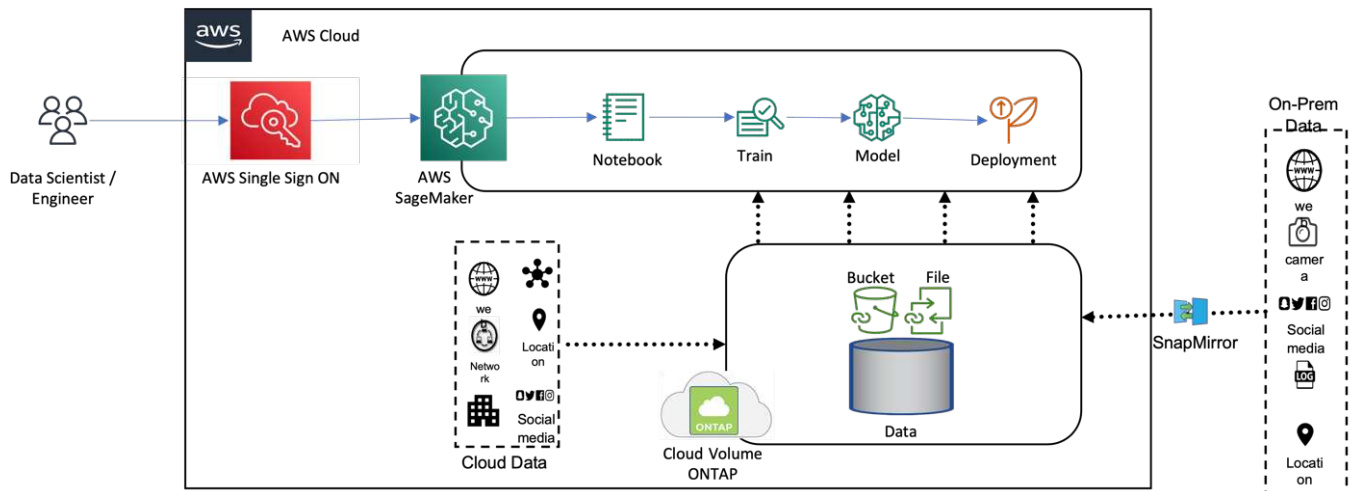 aws
AWS Cloud
Data Scientist /
Engineer
AWS Single Sign ON
AWS
SageMaker
Notebook
Train
Model
Deployment
On-Prem
Data
WWW
we
b
camer
a
Social
media
LOG
Locati
on
SnapMirror
Bucket
File
Data
ONTAP
Cloud Volume
ONTAP
WWW
we
Netwo
rk
Locati
on
Social
media
Cloud Data